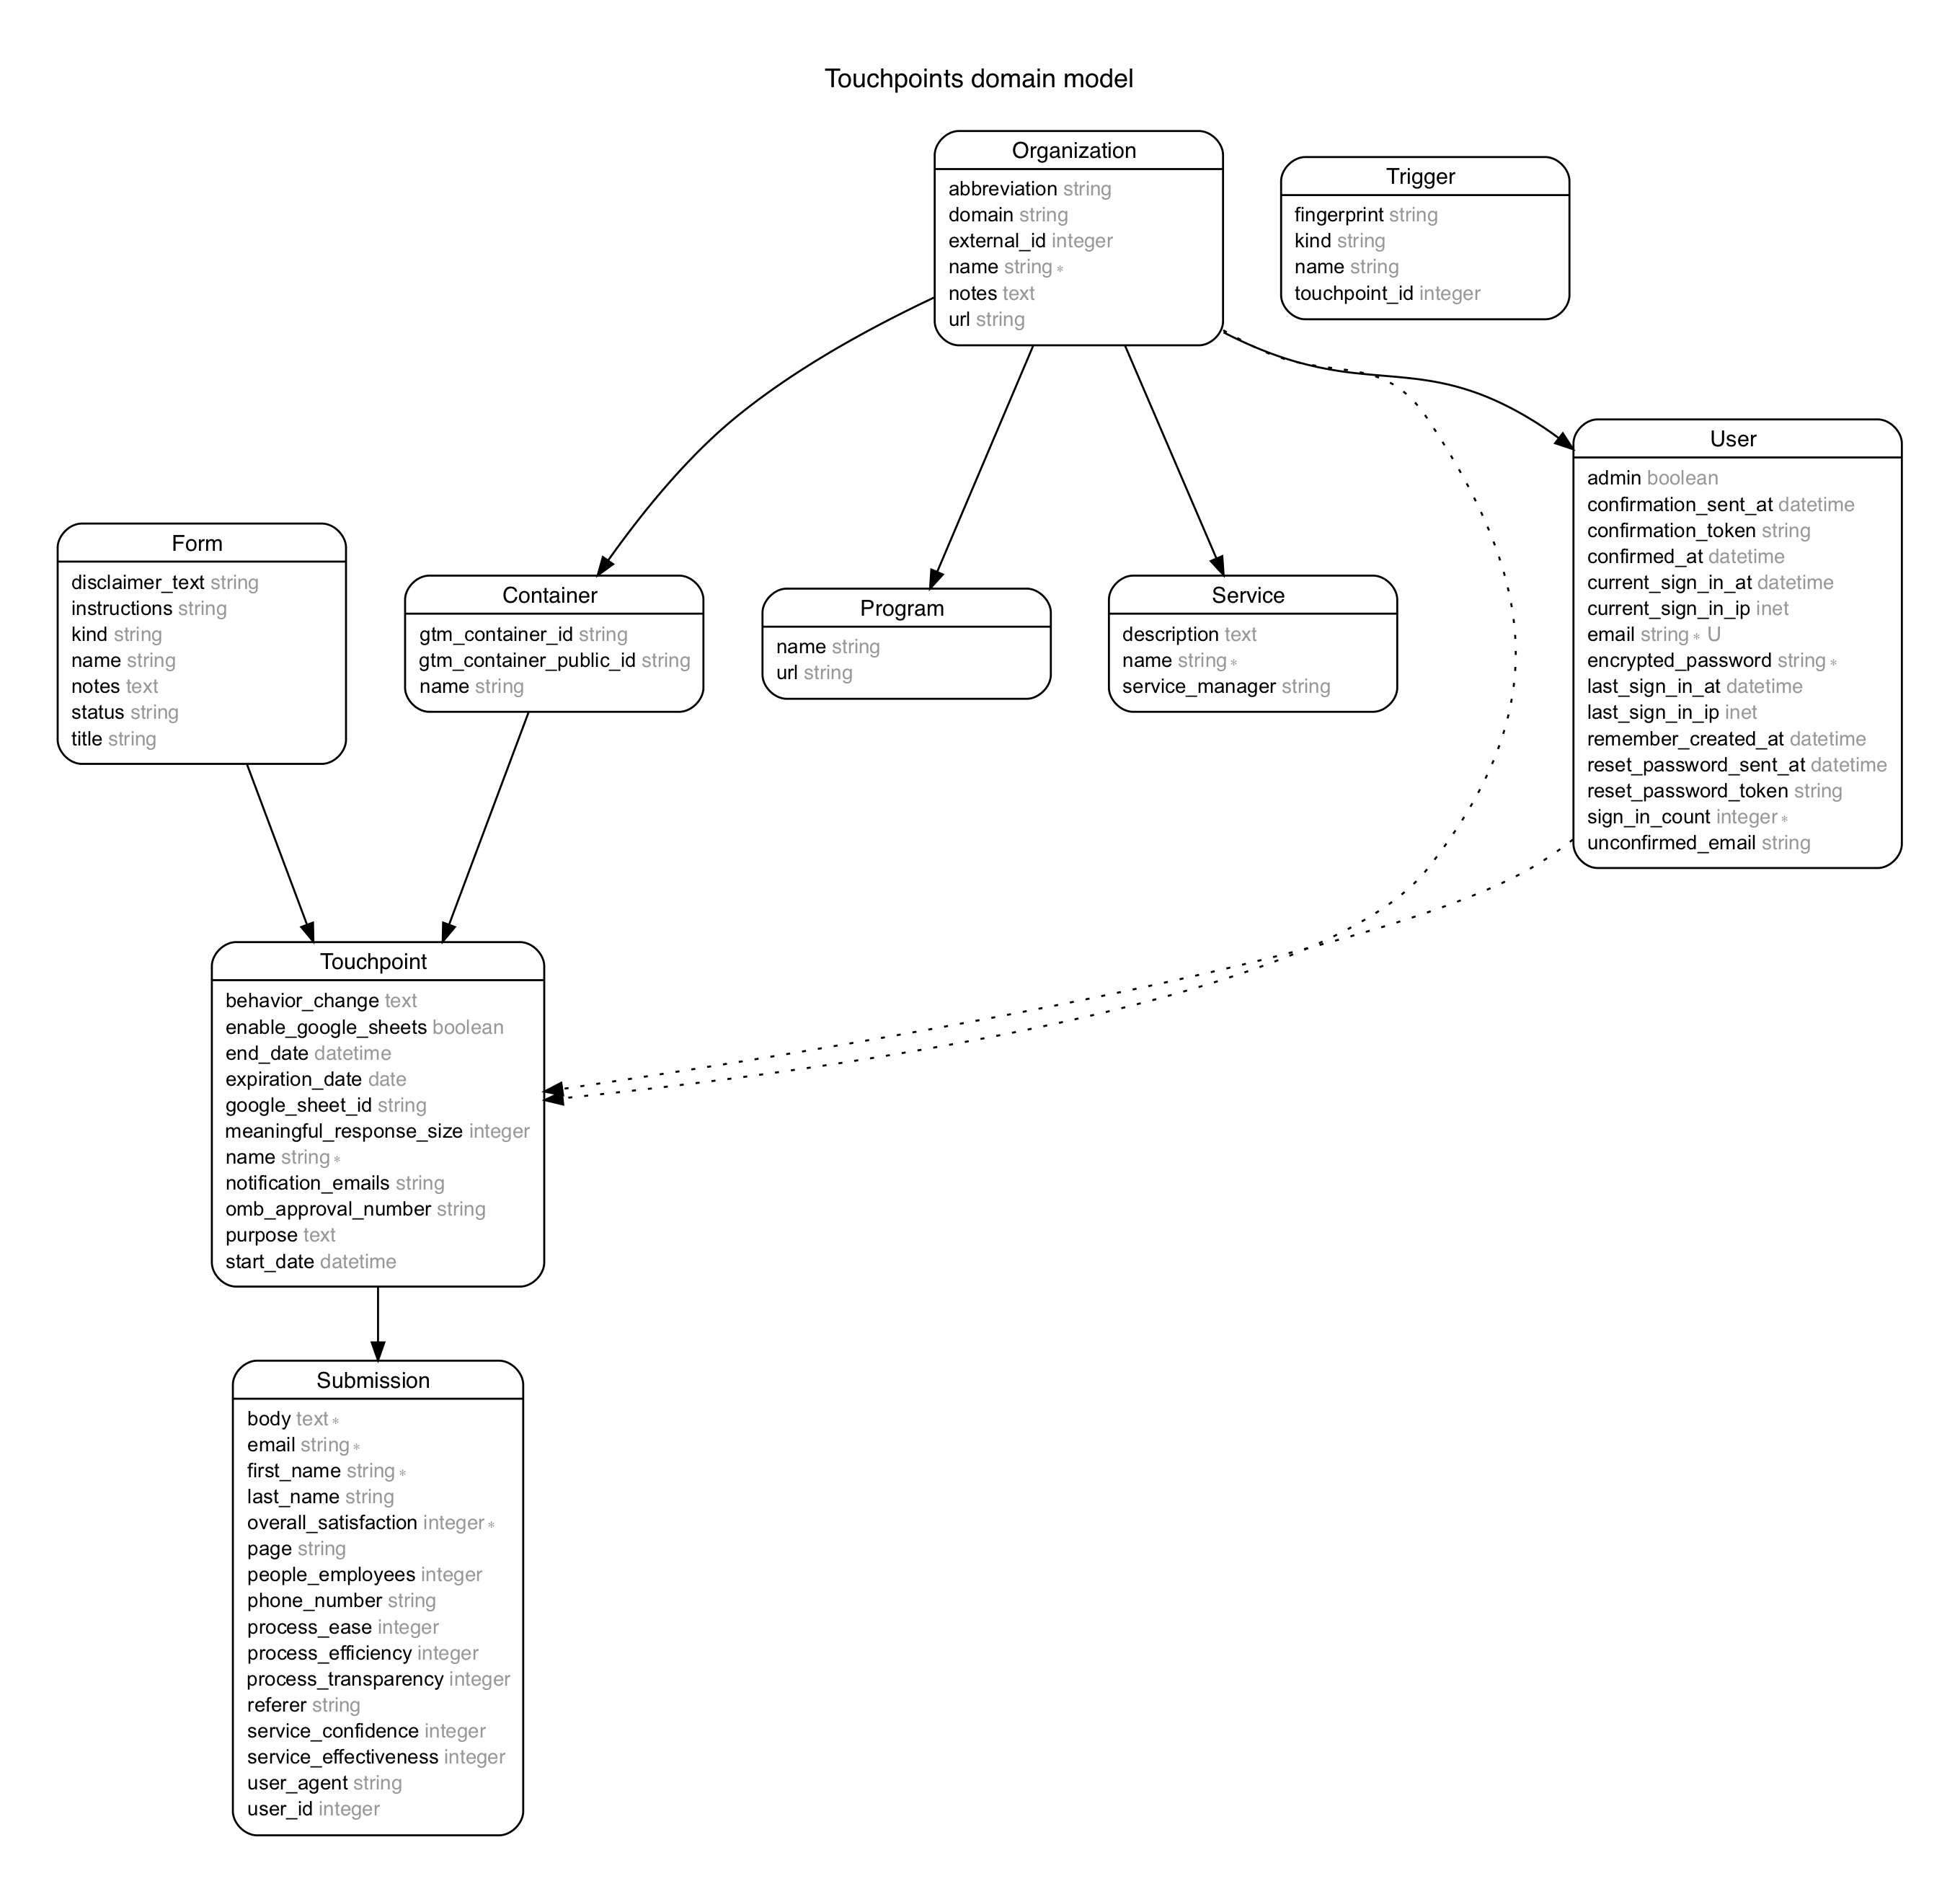 Touchpoints domain model
Organization
abbreviation string
domain string
external_id integer
name string *
notes text
url string
Trigger
fingerprint string
kind string
name string
touchpoint_id integer
User
admin boolean
confirmation_sent_at datetime
confirmation_token string
confirmed_at datetime
current_sign_in_at datetime
current_sign_in_ip inet
email string * U
encrypted_password string *
last_sign_in_at datetime
last_sign_in_ip inet
remember_created_at datetime
reset_password_sent_at datetime
reset_password_token string
sign_in_count integer *
unconfirmed_email string
Form
disclaimer_text string
instructions string
kind string
name string
notes text
status string
title string
Container
gtm_container_id string
gtm_container_public_id string
name string
Program
name string
url string
Service
description text
name string *
service_manager string
Touchpoint
behavior_change text
enable_google_sheets boolean
end_date datetime
expiration_date date
google_sheet_id string
meaningful_response_size integer
name string *
notification_emails string
omb_approval_number string
purpose text
start_date datetime
Submission
body text *
email string *
first_name string *
last_name string
overall_satisfaction integer *
page string
people_employees integer
phone_number string
process_ease integer
process_efficiency integer
process_transparency integer
referer string
service_confidence integer
service_effectiveness integer
user_agent string
user_id integer